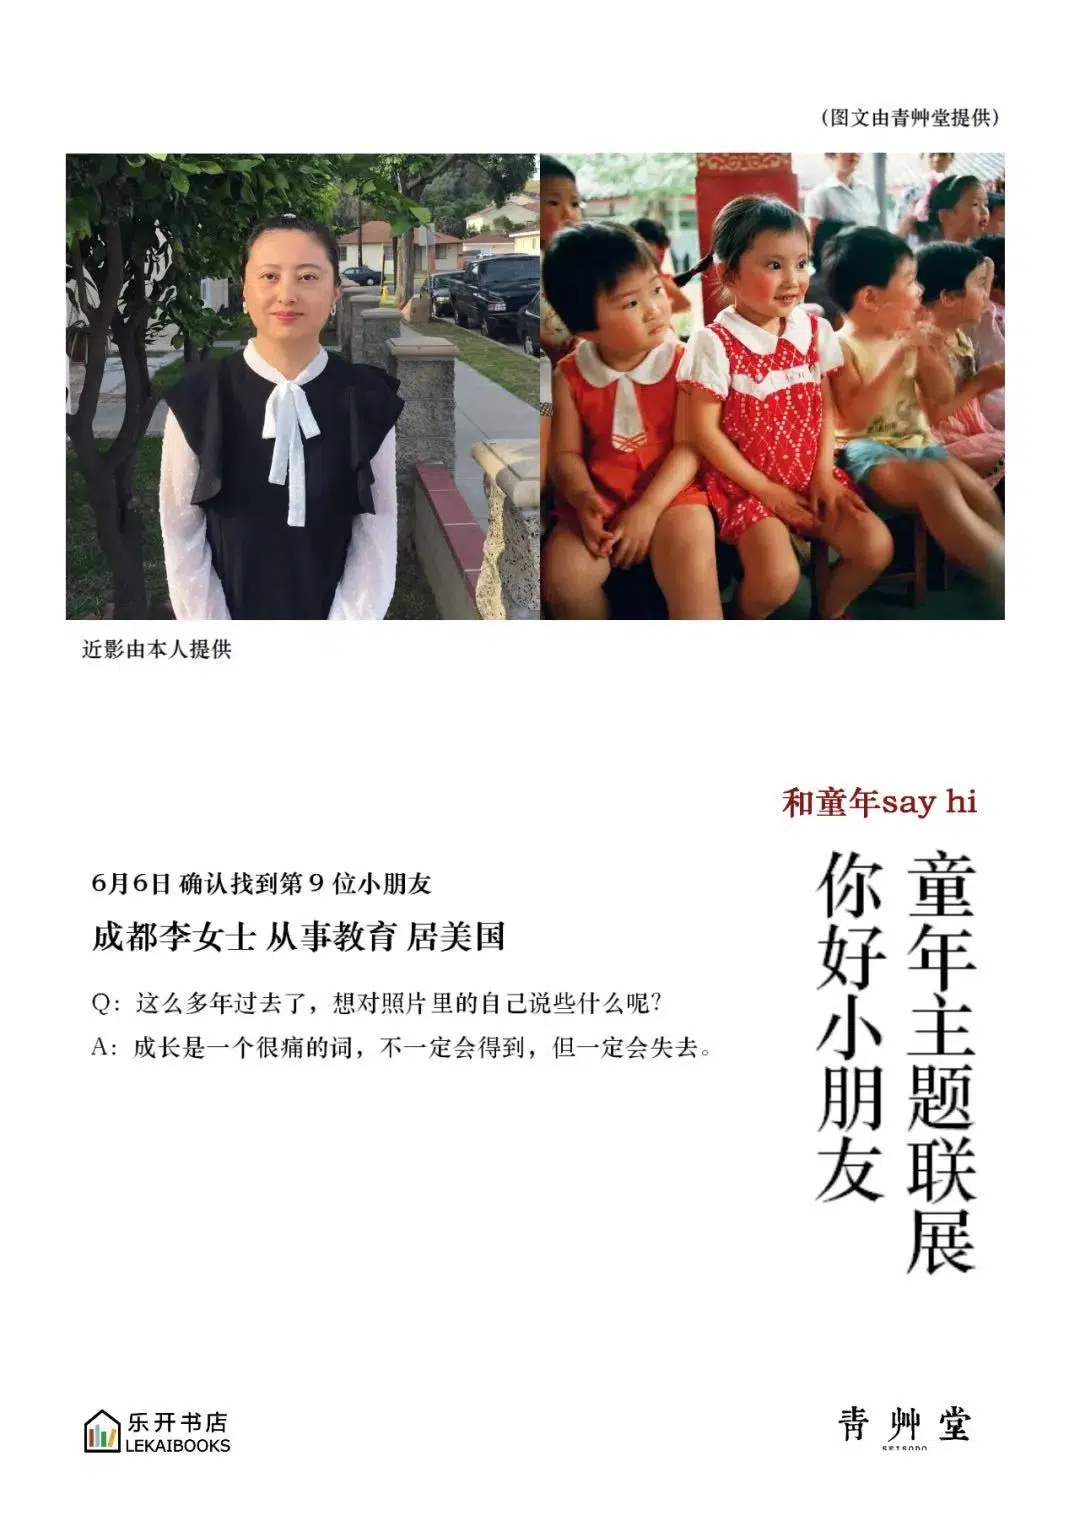 （图文由青艸堂提供）
近影由本人提供
和童年say hi
童年主题联展
你好小朋友
6月6日 确认找到第 9 位小朋友
成都李女士 从事教育 居美国
Q：这么多年过去了，想对照片里的自己说些什么呢？
A：成长是一个很痛的词，不一定会得到，但一定会失去。
乐开书店
LEKAIBOOKS
青艸堂
SEISODO